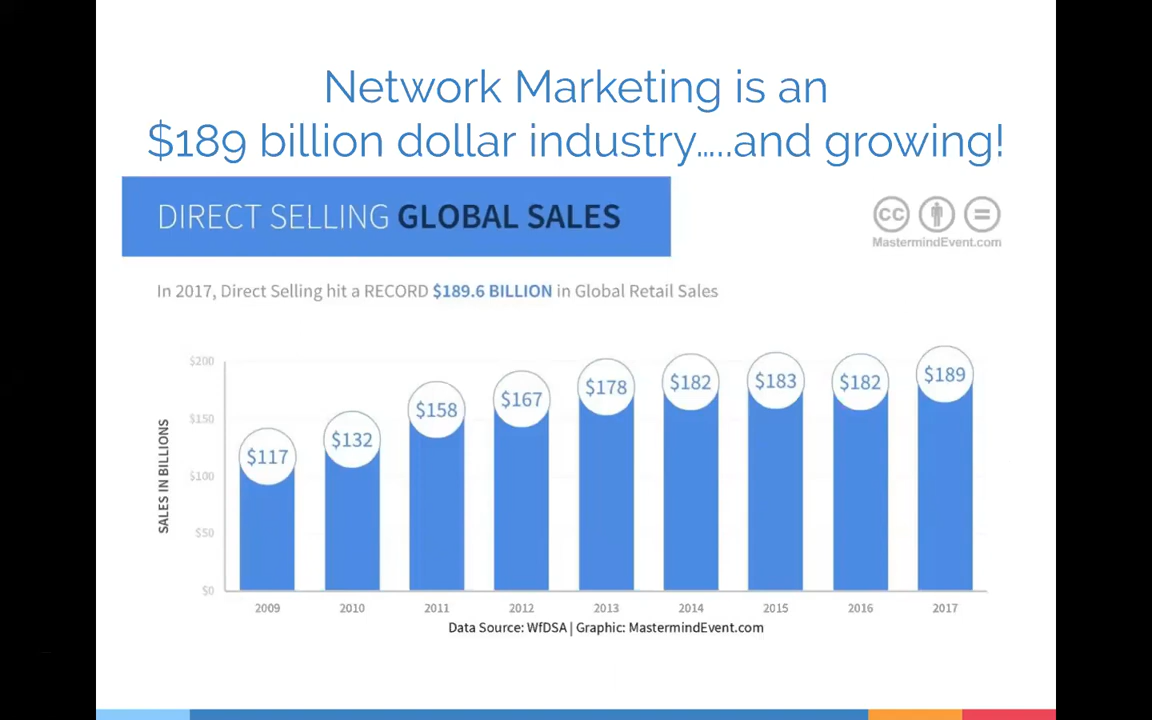 Network Marketing is an
$189 billion dollar industry.....and growing!
DIRECT SELLING GLOBAL SALES
cc
MastermindEvent.com
In 2017, Direct Selling hit a RECORD $189.6 BILLION in Global Retail Sales
SALES IN BILLIONS
$200
$150
$100
$50
$0
$117
$132
$158
$167
$178
$182
$183
$182
$189
2009 2010 2011 2012 2013 2014 2015 2016 2017
Data Source: WfDSA | Graphic: MastermindEvent.com